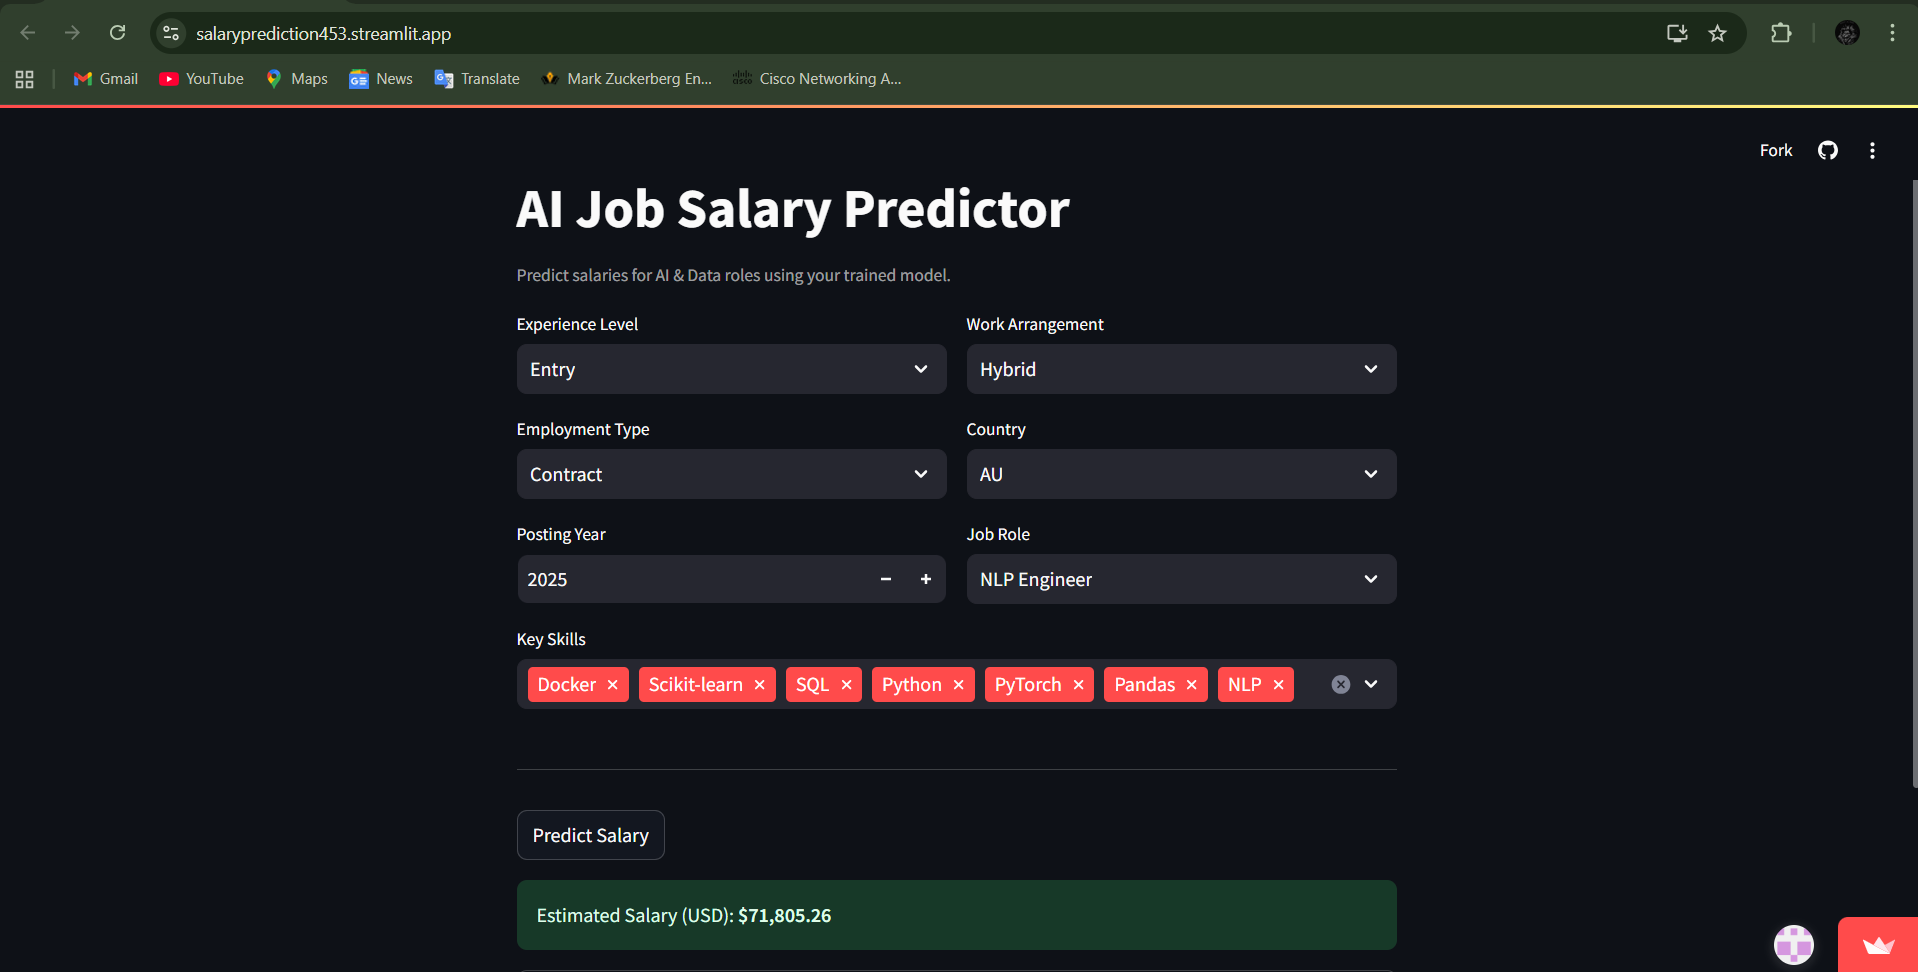 salaryprediction453.streamlit.app
Gmail YouTube Maps News Translate Mark Zuckerberg En... Cisco Networking A...
Fork
AI Job Salary Predictor
Predict salaries for AI & Data roles using your trained model.
Experience Level Work Arrangement
Entry Hybrid
Employment Type Country
Contract AU
Posting Year Job Role
2025 NLP Engineer
Key Skills
Docker Scikit-learn SQL Python PyTorch Pandas NLP
Predict Salary
Estimated Salary (USD): $71,805.26